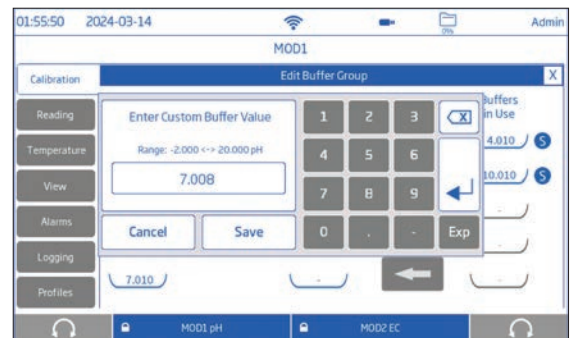 01:55:50 2024-03-14 0% Admin
MOD1
Calibration Edit Buffer Group X
Reading
Temperature
View
Alarms
Logging
Profiles
Enter Custom Buffer Value
Range: -2.000 <-> 20.000 pH
7.008
Cancel Save
1 2 3 X
4 5 6
7 8 9
0 . - Exp
Buffers
in Use
4.010 S
10.010 S
-
-
7.010 - -
MOD1 pH MOD2 EC